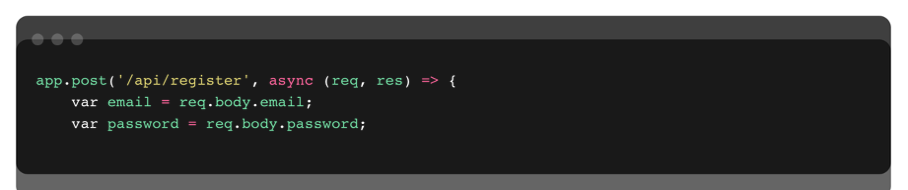 app.post('/api/register', async (req, res) => {
    var email = req.body.email;
    var password = req.body.password;